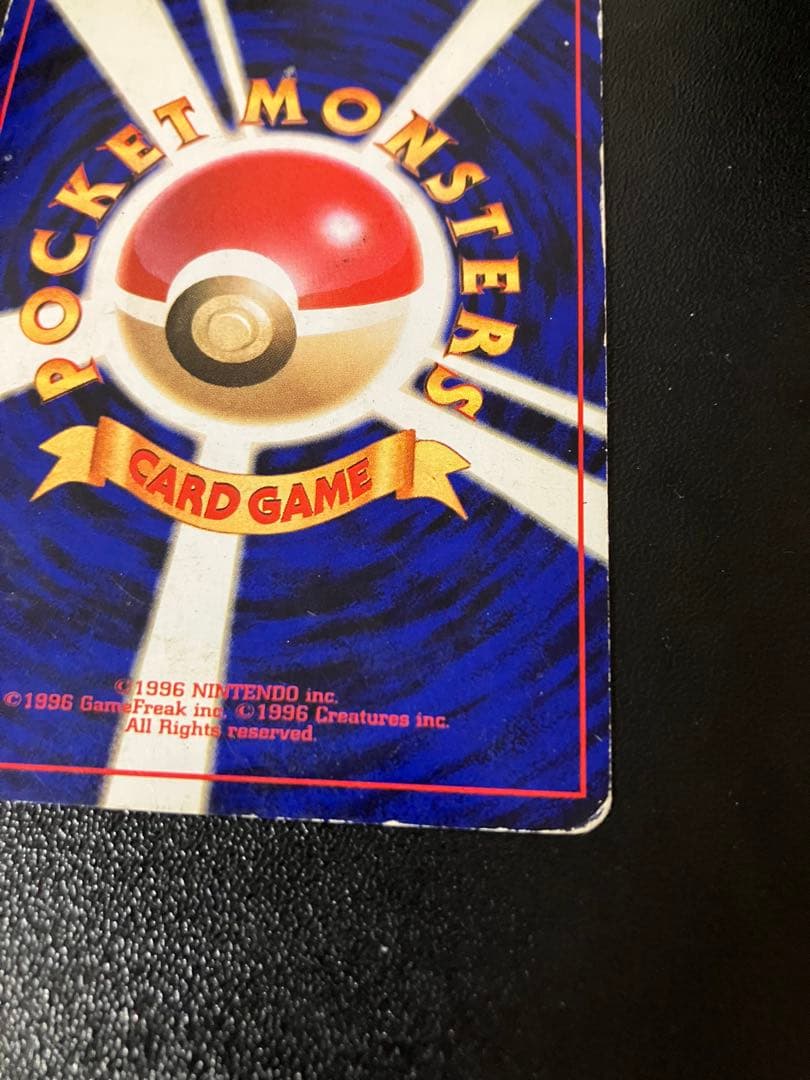 POCKET MONSTERS
CARD GAME
©1996 NINTENDO inc.
©1996 GameFreak inc. ©1996 Creatures inc.
All Rights reserved.